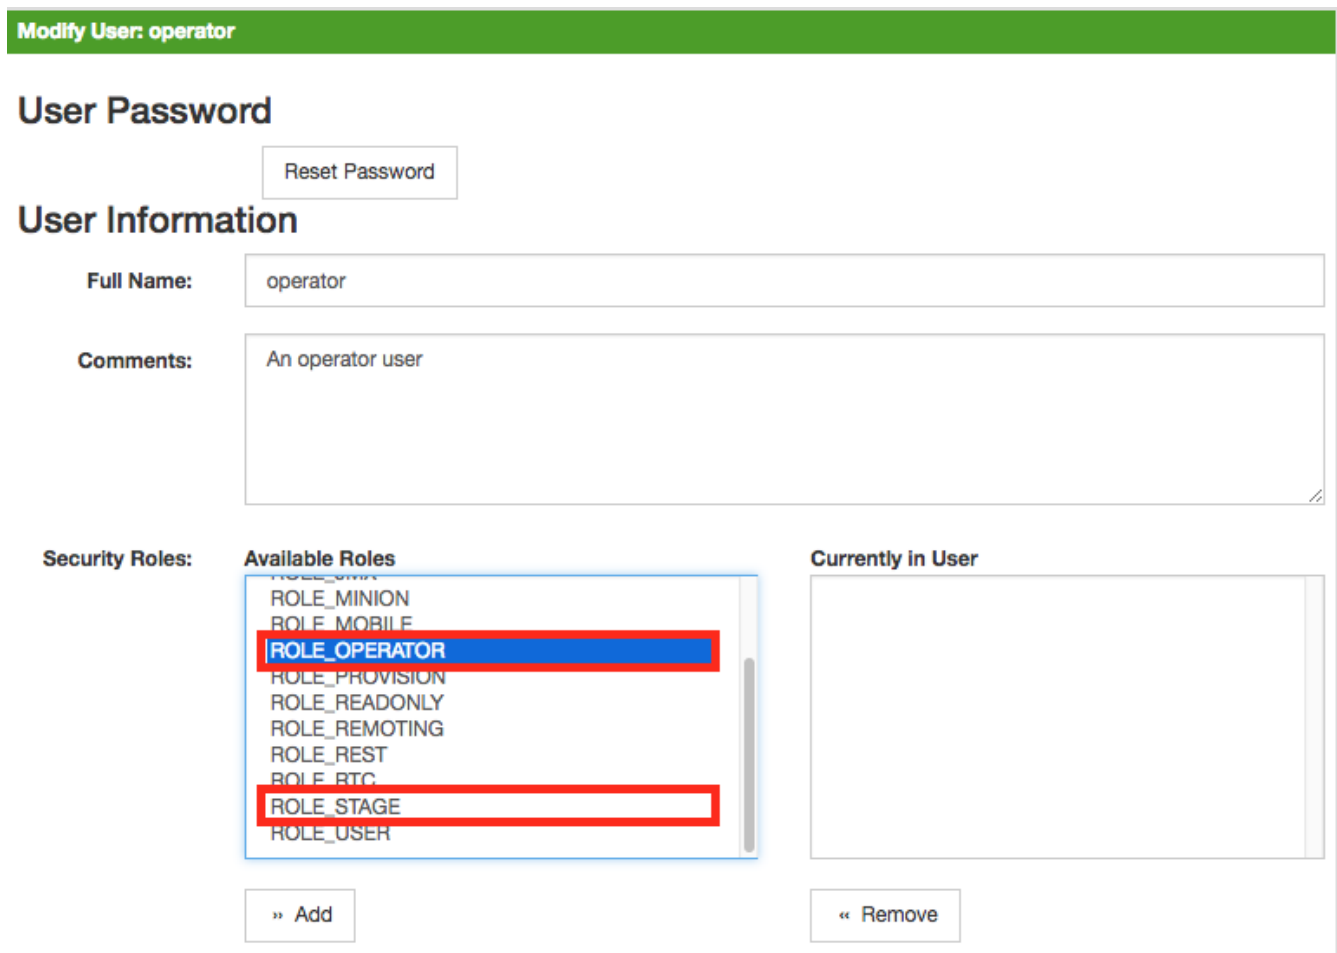 Modify User: operator
User Password
Reset Password
User Information
Full Name: operator
Comments: An operator user
Security Roles: Available Roles Currently in User
ROLE_JMX
ROLE_MINION
ROLE_MOBILE
ROLE_OPERATOR
ROLE_PROVISION
ROLE_READONLY
ROLE_REMOTING
ROLE_REST
ROLE_RTC
ROLE_STAGE
ROLE_USER
» Add « Remove